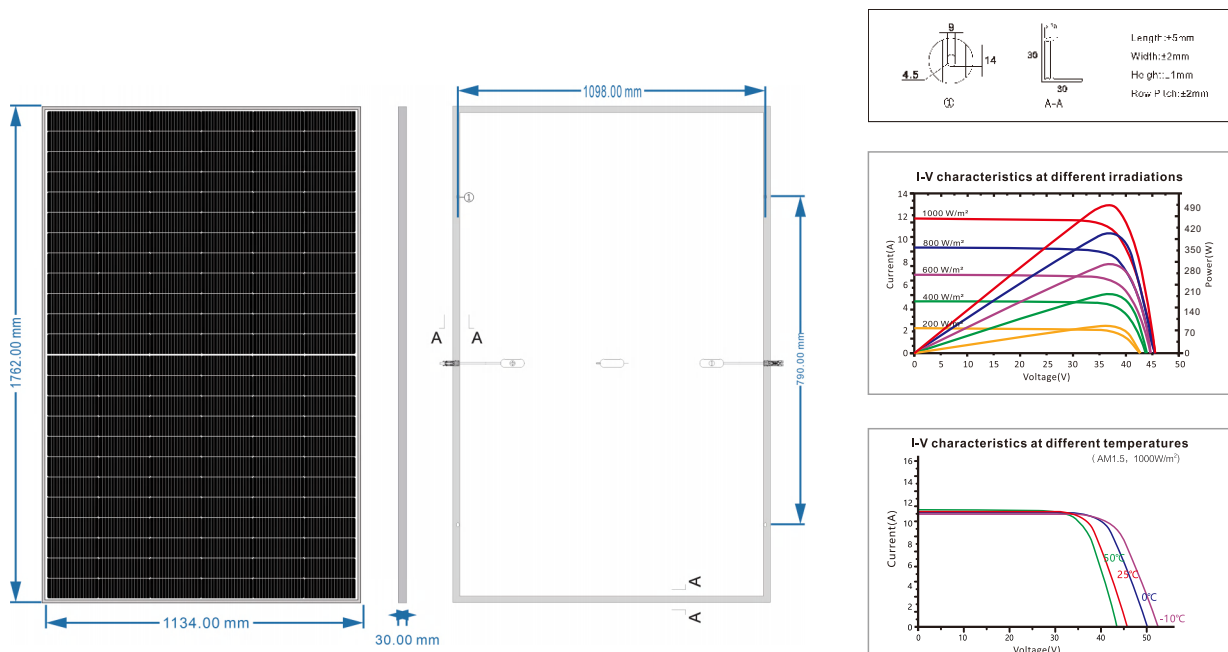 1762.00 mm
1134.00 mm
30.00 mm
1098.00 mm
①
A A
790.00 mm
A
A
9
14
4.5
①
30
30
A-A
Length:±5mm
Width:±2mm
Row Pitch:±2mm
I-V characteristics at different irradiations
Current(A)
14
12
10
8
6
4
2
0
1000 W/m²
800 W/m²
600 W/m²
400 W/m²
200 W/m²
490
420
350
280
210
140
70
0
Power(W)
0 5 10 15 20 25 30 35 40 45 50
Voltage(V)
I-V characteristics at different temperatures
(AM1.5, 1000W/m²)
Current(A)
16
14
12
10
8
6
4
2
0
25℃
0℃
-10℃
0 10 20 30 40 50
Voltage(V)